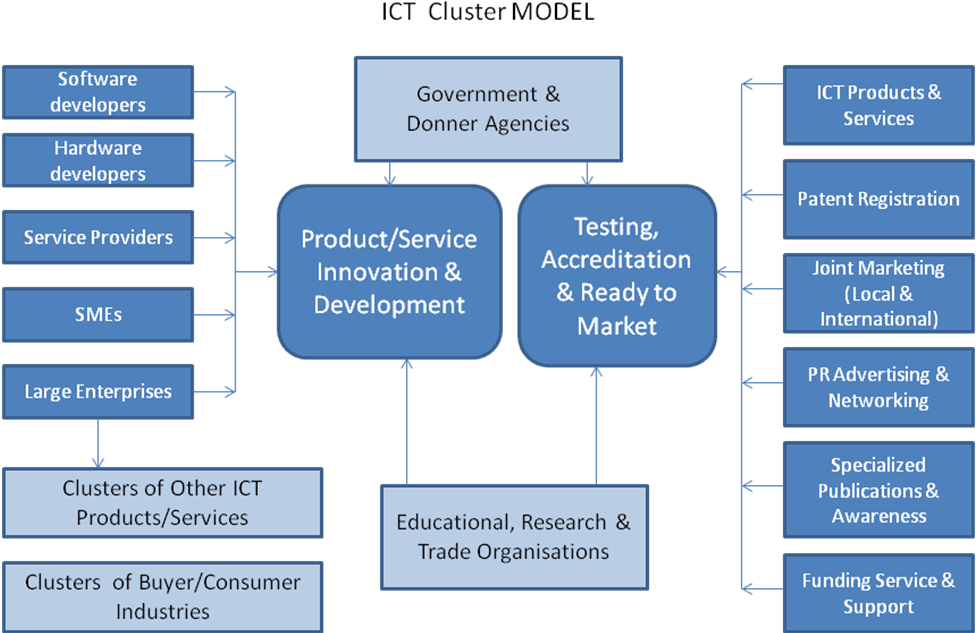 ICT Cluster MODEL
Software
developers
Hardware
developers
Service Providers
SMEs
Large Enterprises
Clusters of Other ICT
Products/Services
Clusters of Buyer/Consumer
Industries
Government &
Donner Agencies
Product/Service
Innovation &
Development
Testing,
Accreditation
& Ready to
Market
Educational, Research &
Trade Organisations
ICT Products &
Services
Patent Registration
Joint Marketing
(Local &
International)
PR Advertising &
Networking
Specialized
Publications &
Awareness
Funding Service &
Support